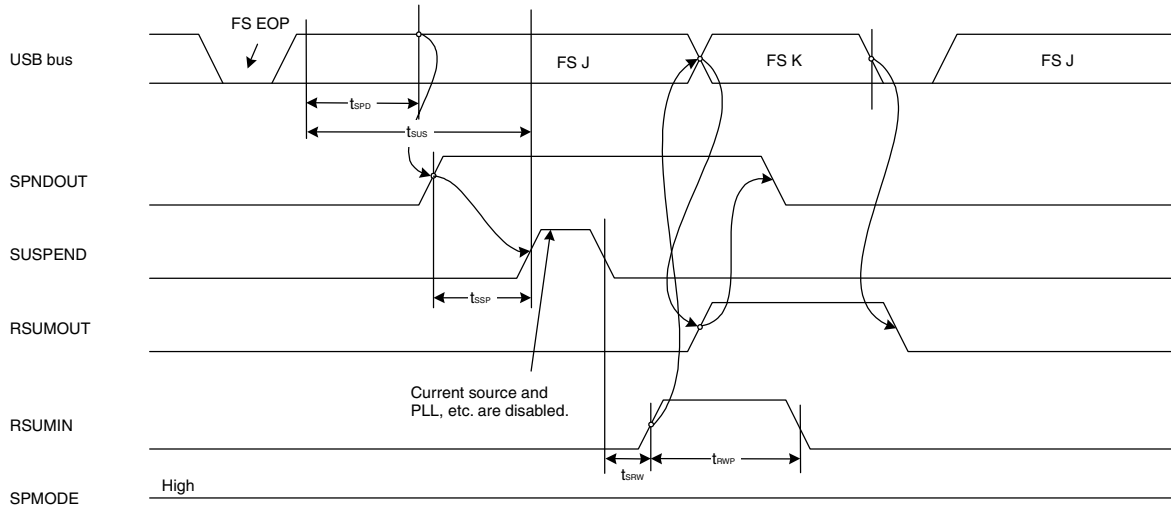 FS EOP
USB bus
FS J
FS K
FS J
tSPD
tSUS
SPNDOUT
SUSPEND
tSSP
RSUMOUT
Current source and
PLL, etc. are disabled.
RSUMIN
tSRW
tRWP
SPMODE
High